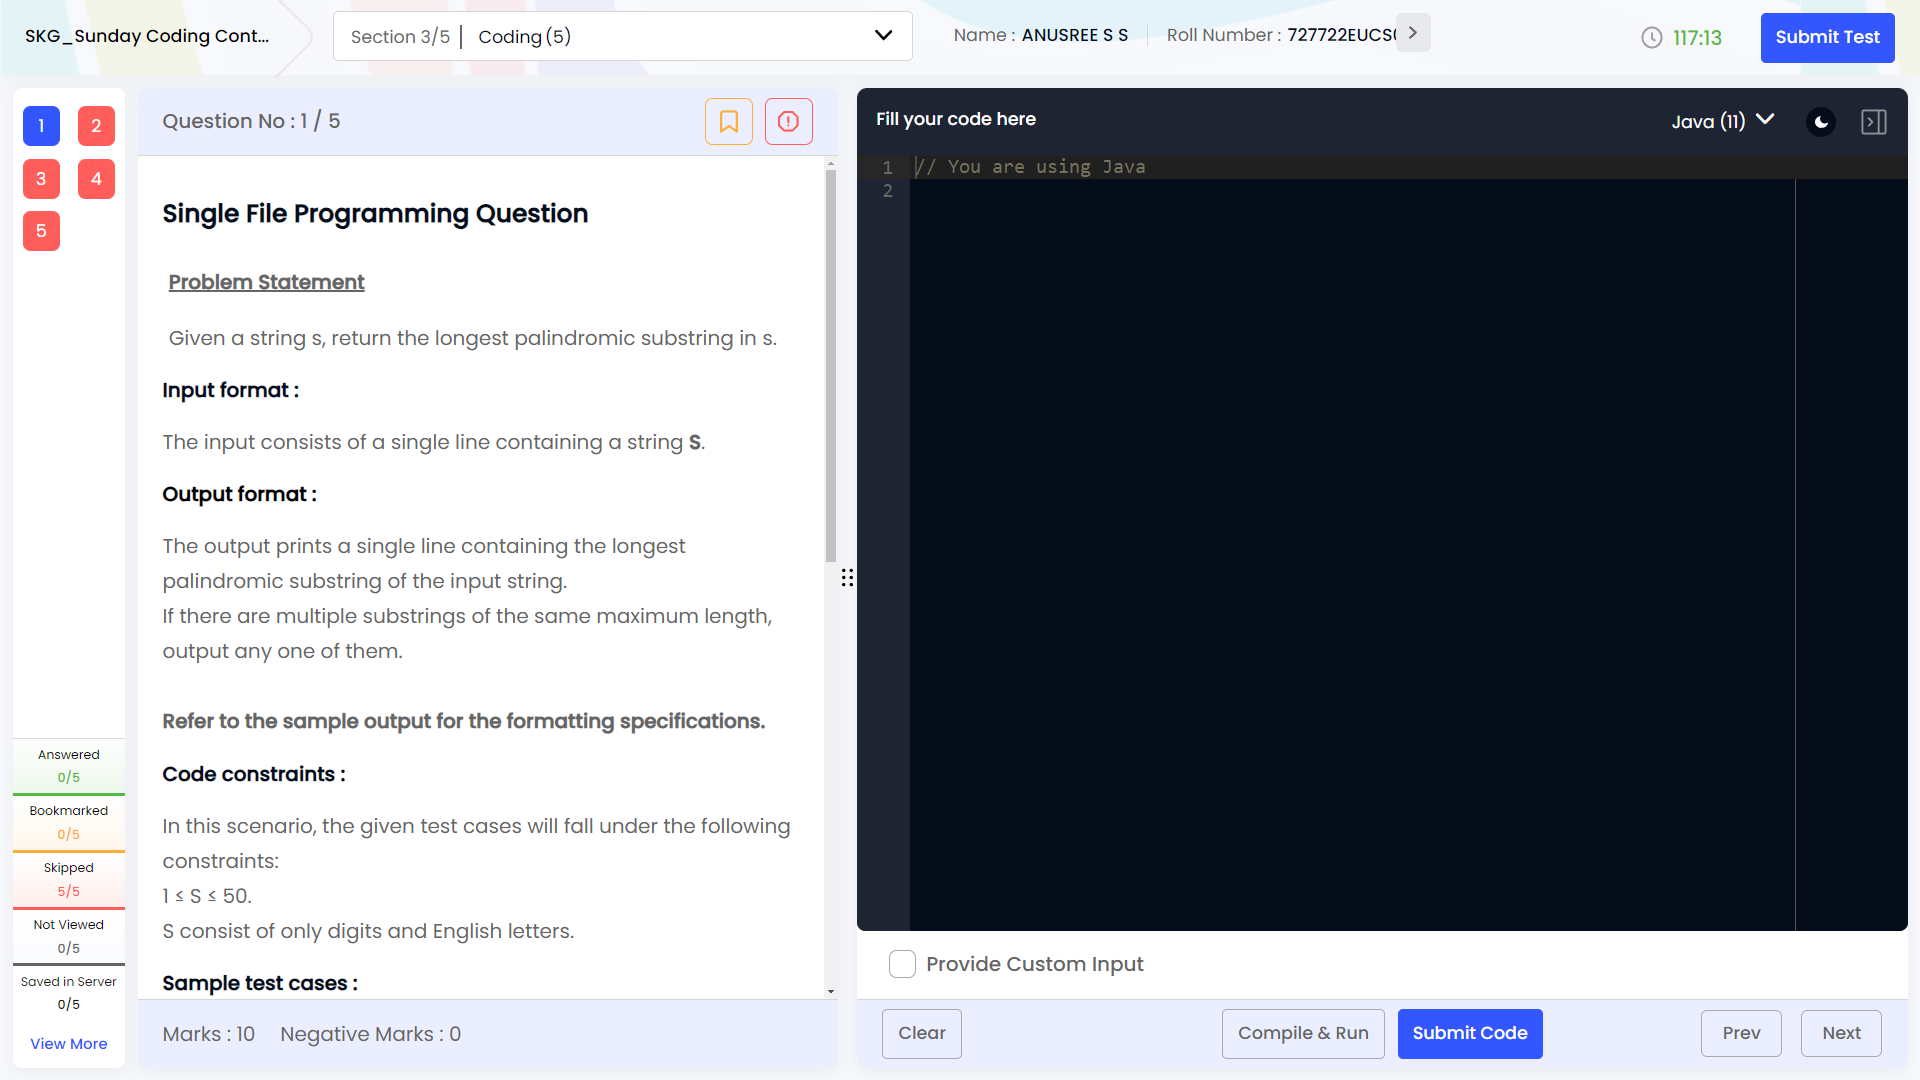 SKG_Sunday Coding Cont...
Section 3/5 | Coding (5)
Name : ANUSREE S S
Roll Number : 727722EUCS
117:13
Submit Test
1 2
3 4
5
Answered
0/5
Bookmarked
0/5
Skipped
5/5
Not Viewed
0/5
Saved in Server
0/5
View More
Question No : 1 / 5
Single File Programming Question
Problem Statement
Given a string s, return the longest palindromic substring in s.
Input format :
The input consists of a single line containing a string S.
Output format :
The output prints a single line containing the longest
palindromic substring of the input string.
If there are multiple substrings of the same maximum length,
output any one of them.
Refer to the sample output for the formatting specifications.
Code constraints :
In this scenario, the given test cases will fall under the following
constraints:
1 ≤ S ≤ 50.
S consist of only digits and English letters.
Sample test cases :
Marks : 10 Negative Marks : 0
Fill your code here
Java (11)
1 // You are using Java
2
Provide Custom Input
Clear
Compile & Run
Submit Code
Prev
Next